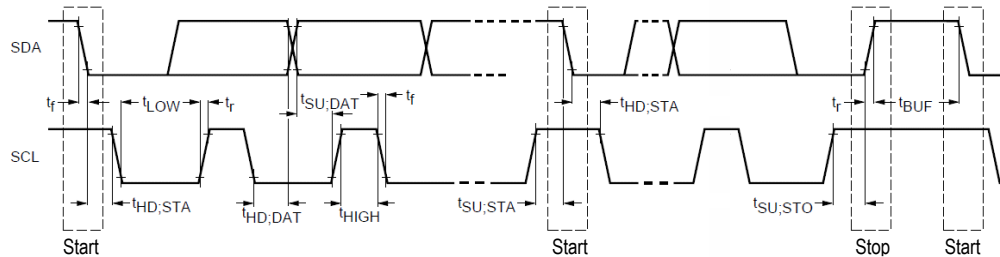 SDA
tf tLOW tr tSU;DAT tf tHD;STA tr tBUF
SCL
tHD;STA tHD;DAT tHIGH tSU;STA tSU;STO
Start Start Stop Start